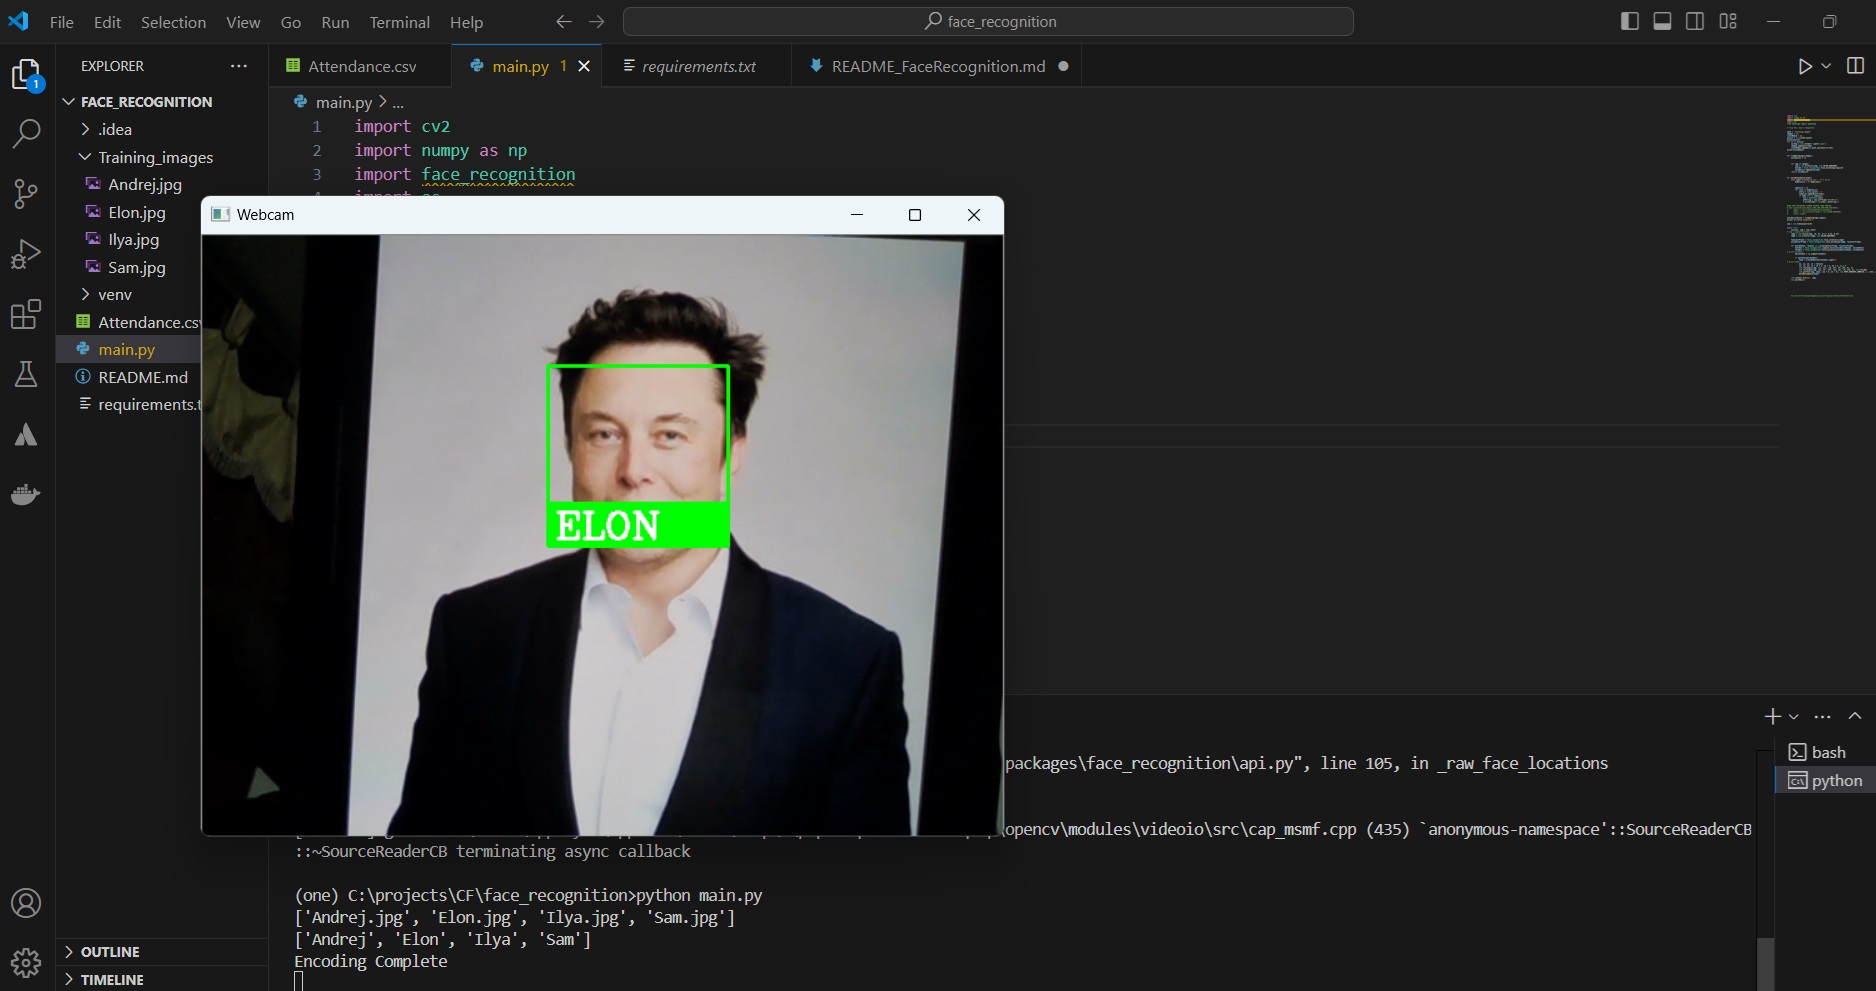 File Edit Selection View Go Run Terminal Help
face_recognition
EXPLORER
Attendance.csv
main.py 1
requirements.txt
README_FaceRecognition.md
1
FACE_RECOGNITION
.idea
Training_images
Andrej.jpg
Elon.jpg
Ilya.jpg
Sam.jpg
venv
Attendance.cs
main.py
README.md
requirements.t
main.py > ...
1 import cv2
2 import numpy as np
3 import face_recognition
Webcam
ELON
packages\face_recognition\api.py", line 105, in _raw_face_locations
\opencv\modules\videoio\src\cap_msmf.cpp (435) `anonymous-namespace'::SourceReaderCB
::~SourceReaderCB terminating async callback
(one) C:\projects\CF\face_recognition>python main.py
['Andrej.jpg', 'Elon.jpg', 'Ilya.jpg', 'Sam.jpg']
['Andrej', 'Elon', 'Ilya', 'Sam']
Encoding Complete
bash
python
OUTLINE
TIMELINE